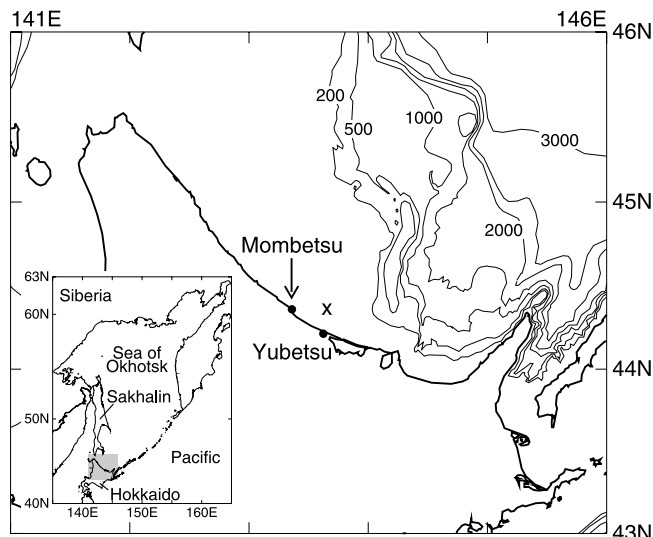 141E
146E
46N
200
500
1000
3000
45N
2000
Mombetsu
x
Yubetsu
44N
43N
63N
Siberia
60N
Sea of
Okhotsk
Sakhalin
50N
Pacific
40N
Hokkaido
140E
150E
160E